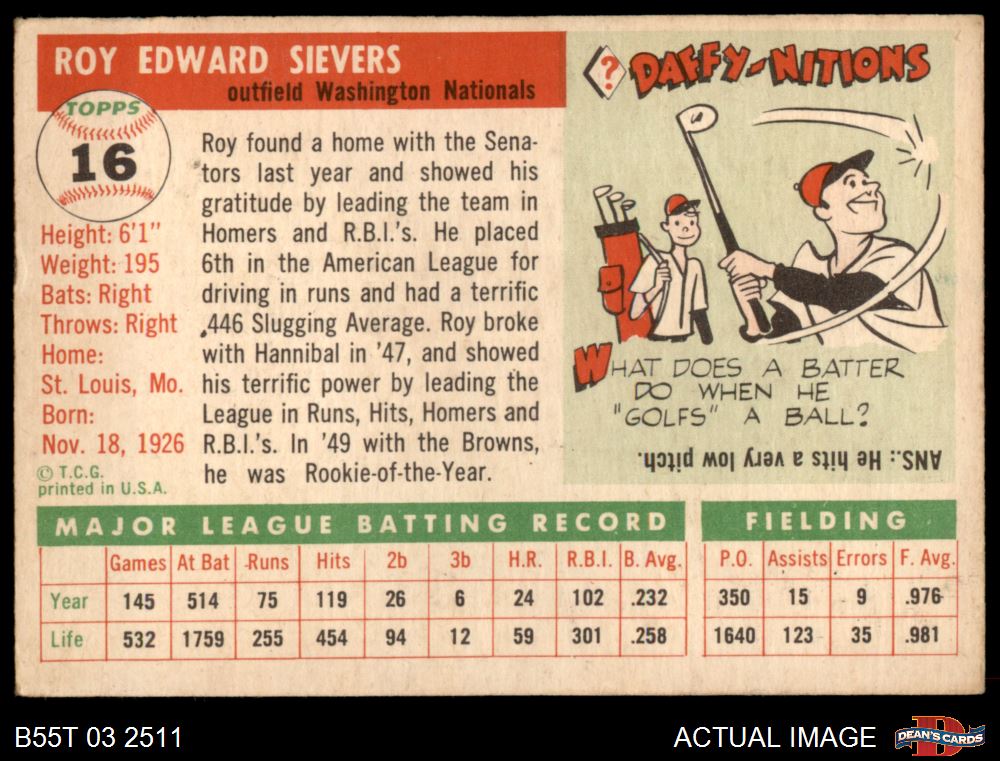 ROY EDWARD SIEVERS
outfield Washington Nationals
TOPPS
16
Height: 6'1"
Weight: 195
Bats: Right
Throws: Right
Home:
St. Louis, Mo.
Born:
Nov. 18, 1926
© T.C.G.
printed in U.S.A.
Roy found a home with the Sena-
tors last year and showed his
gratitude by leading the team in
Homers and R.B.I.'s. He placed
6th in the American League for
driving in runs and had a terrific
.446 Slugging Average. Roy broke
with Hannibal in '47, and showed
his terrific power by leading the
League in Runs, Hits, Homers and
R.B.I.'s. In '49 with the Browns,
he was Rookie-of-the-Year.
? DAFFY-NITIONS
WHAT DOES A BATTER
DO WHEN HE
"GOLFS" A BALL?
ANS.: He hits a very low pitch.
MAJOR LEAGUE BATTING RECORD
Games At Bat Runs Hits 2b 3b H.R. R.B.I. B. Avg.
Year 145 514 75 119 26 6 24 102 .232
Life 532 1759 255 454 94 12 59 301 .258
FIELDING
P.O. Assists Errors F. Avg.
350 15 9 .976
1640 123 35 .981
B55T 03 2511
ACTUAL IMAGE
D
DEAN'S CARDS